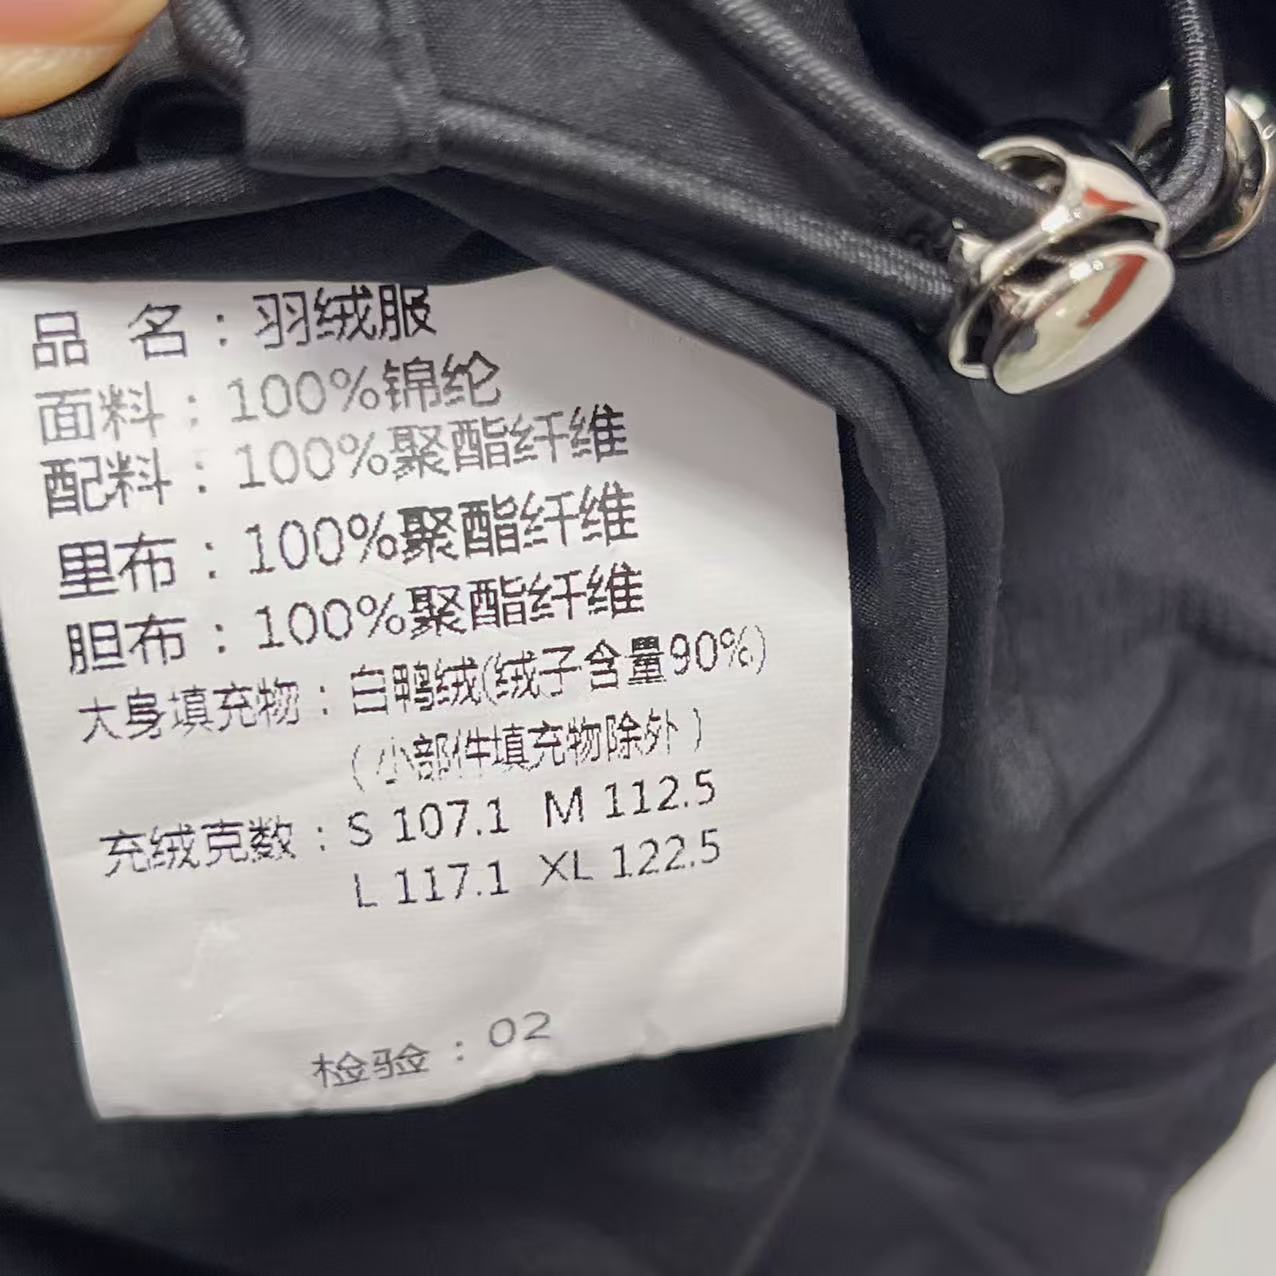 品 名：羽绒服
面料：100%锦纶
配料：100%聚酯纤维
里布：100%聚酯纤维
胆布：100%聚酯纤维
大身填充物：白鸭绒(绒子含量90%)
(小部件填充物除外)
充绒克数：S 107.1 M 112.5
L 117.1 XL 122.5
检验：02